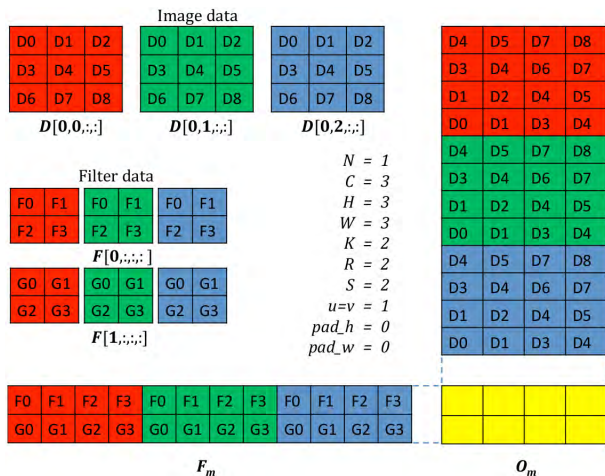 Image data
D0 D1 D2 D0 D1 D2 D0 D1 D2
D3 D4 D5 D3 D4 D5 D3 D4 D5
D6 D7 D8 D6 D7 D8 D6 D7 D8
D[0,0,:,:] D[0,1,:,:] D[0,2,:,:]
Filter data
F0 F1 F0 F1 F0 F1
F2 F3 F2 F3 F2 F3
F[0,:,:,: ]
G0 G1 G0 G1 G0 G1
G2 G3 G2 G3 G2 G3
F[1,:,:,:]
N = 1
C = 3
H = 3
W = 3
K = 2
R = 2
S = 2
u=v = 1
pad_h = 0
pad_w = 0
D4 D5 D7 D8
D3 D4 D6 D7
D1 D2 D4 D5
D0 D1 D3 D4
D4 D5 D7 D8
D3 D4 D6 D7
D1 D2 D4 D5
D0 D1 D3 D4
D4 D5 D7 D8
D3 D4 D6 D7
D1 D2 D4 D5
D0 D1 D3 D4
F0 F1 F2 F3 F0 F1 F2 F3 F0 F1 F2 F3
G0 G1 G2 G3 G0 G1 G2 G3 G0 G1 G2 G3
Fm Om